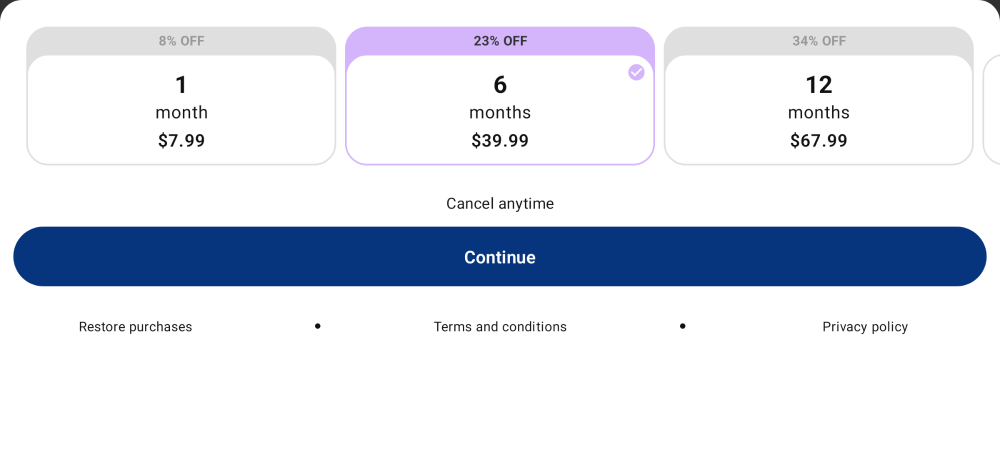 8% OFF
1
month
$7.99
23% OFF
6
months
$39.99
34% OFF
12
months
$67.99
Cancel anytime
Continue
Restore purchases • Terms and conditions • Privacy policy